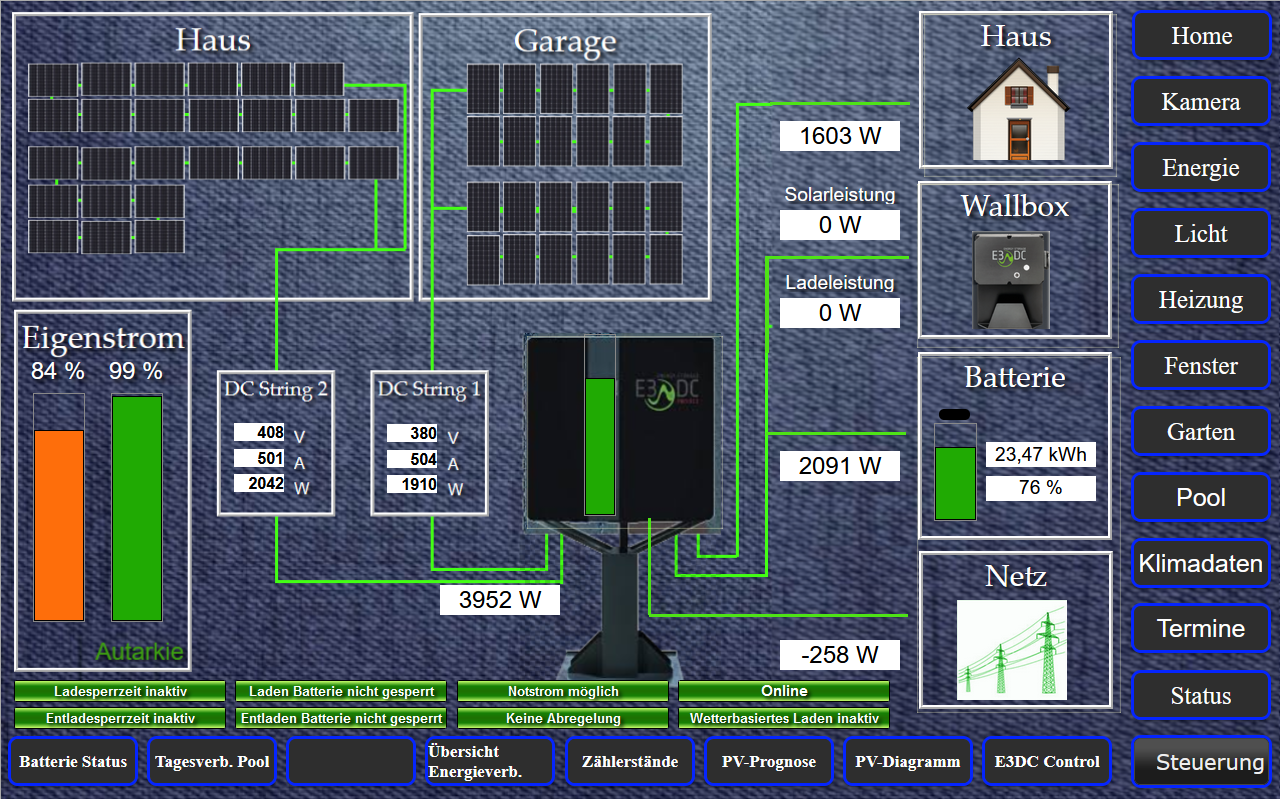 Haus
Garage
Haus
Home
Kamera
1603 W
Energie
Solarleistung
0 W
Wallbox
E3/DC
Licht
Ladeleistung
0 W
Heizung
Eigenstrom
84 % 99 %
Autarkie
DC String 2
408 V
501 A
2042 W
DC String 1
380 V
504 A
1910 W
E3/DC
Batterie
23,47 kWh
76 %
2091 W
Fenster
Garten
Pool
Klimadaten
3952 W
Netz
-258 W
Termine
Status
Ladesperrzeit inaktiv
Laden Batterie nicht gesperrt
Notstrom möglich
Online
Entladesperrzeit inaktiv
Entladen Batterie nicht gesperrt
Keine Abregelung
Wetterbasiertes Laden inaktiv
Batterie Status
Tagesverb. Pool
Übersicht
Energieverb.
Zählerstände
PV-Prognose
PV-Diagramm
E3DC Control
Steuerung